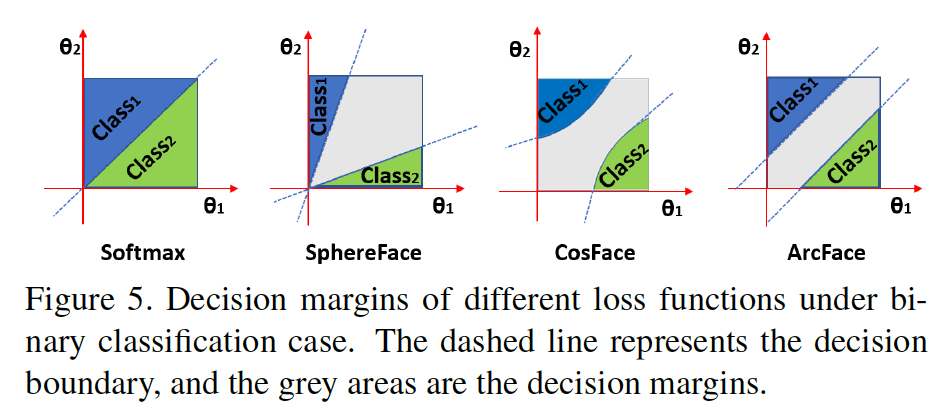 θ2
θ2
θ2
θ2
Class1
Class1
Class1
Class1
Class2
Class2
Class2
Class2
θ1
θ1
θ1
θ1
Softmax
SphereFace
CosFace
ArcFace
Figure 5. Decision margins of different loss functions under bi-
nary classification case. The dashed line represents the decision
boundary, and the grey areas are the decision margins.